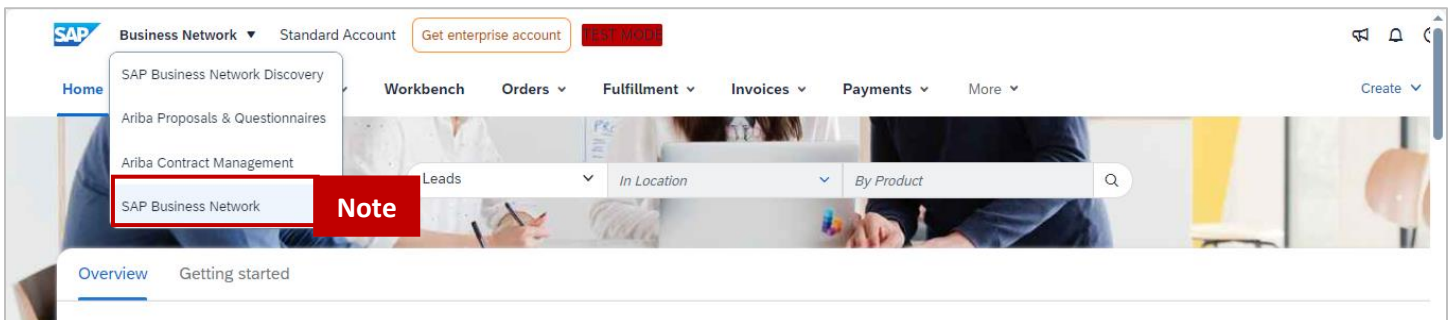 SAP Business Network ▼ Standard Account Get enterprise account TEST MODE
SAP Business Network Discovery
Home Workbench Orders Fulfillment Invoices Payments More Create
Ariba Proposals & Questionnaires
Ariba Contract Management
Leads In Location By Product
SAP Business Network Note
Overview Getting started